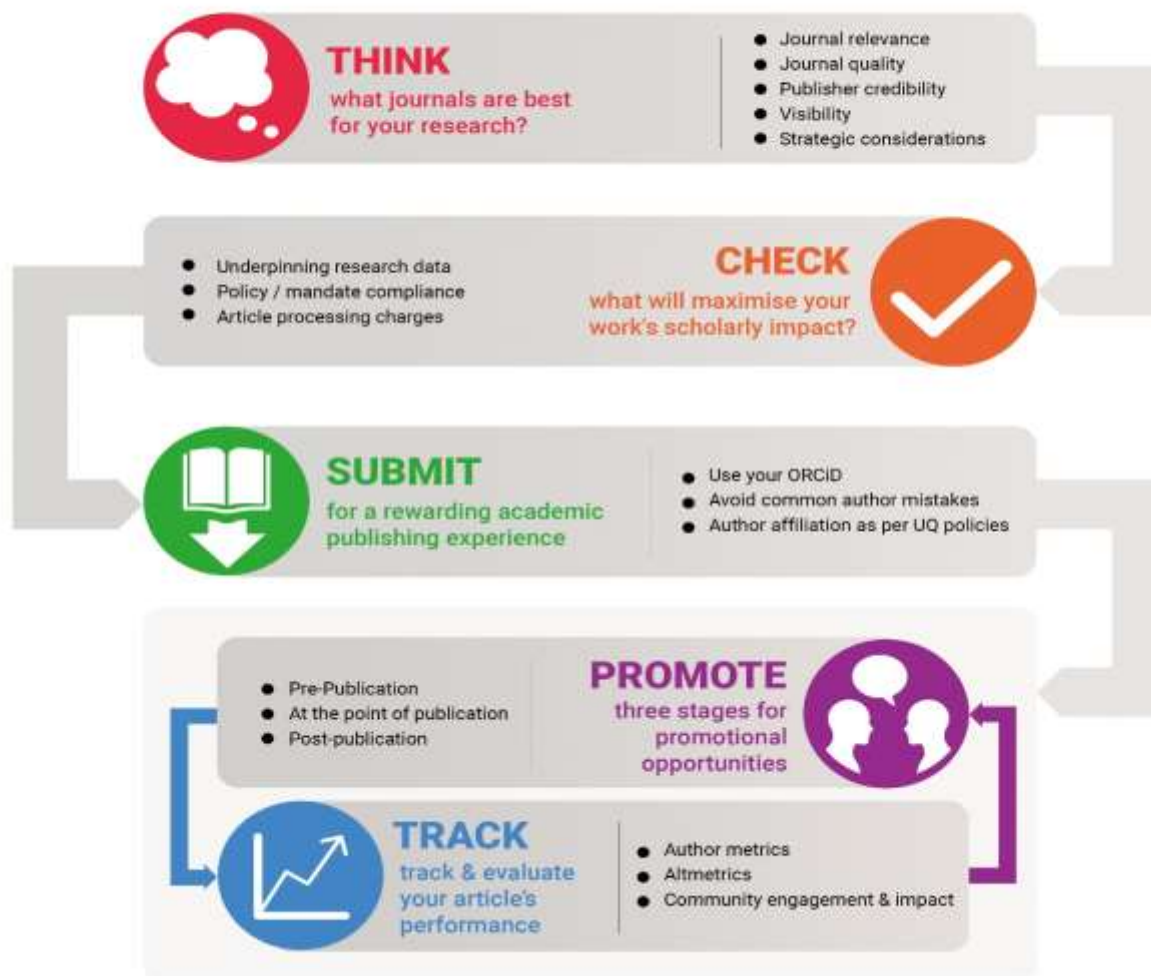 THINK
what journals are best
for your research?
Journal relevance
Journal quality
Publisher credibility
Visibility
Strategic considerations
Underpinning research data
Policy / mandate compliance
Article processing charges
CHECK
what will maximise your
work's scholarly impact?
SUBMIT
for a rewarding academic
publishing experience
Use your ORCiD
Avoid common author mistakes
Author affiliation as per UQ policies
Pre-Publication
At the point of publication
Post-publication
PROMOTE
three stages for
promotional
opportunities
TRACK
track & evaluate
your article's
performance
Author metrics
Altmetrics
Community engagement & impact